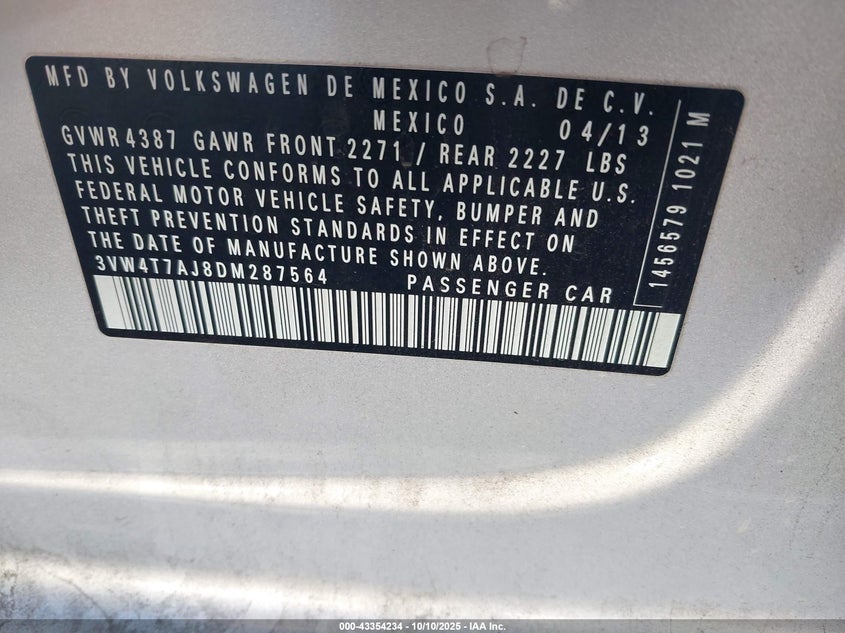 MFD BY VOLKSWAGEN DE MEXICO S.A. DE C.V.
MEXICO 04/13
GVWR 4387 GAWR FRONT 2271 / REAR 2227 LBS
THIS VEHICLE CONFORMS TO ALL APPLICABLE U.S.
FEDERAL MOTOR VEHICLE SAFETY, BUMPER AND
THEFT PREVENTION STANDARDS IN EFFECT ON
THE DATE OF MANUFACTURE SHOWN ABOVE.
3VW4T7AJ8DM287564 PASSENGER CAR
1456579 1021 M
000-43354234 - 10/10/2025 - IAA Inc.